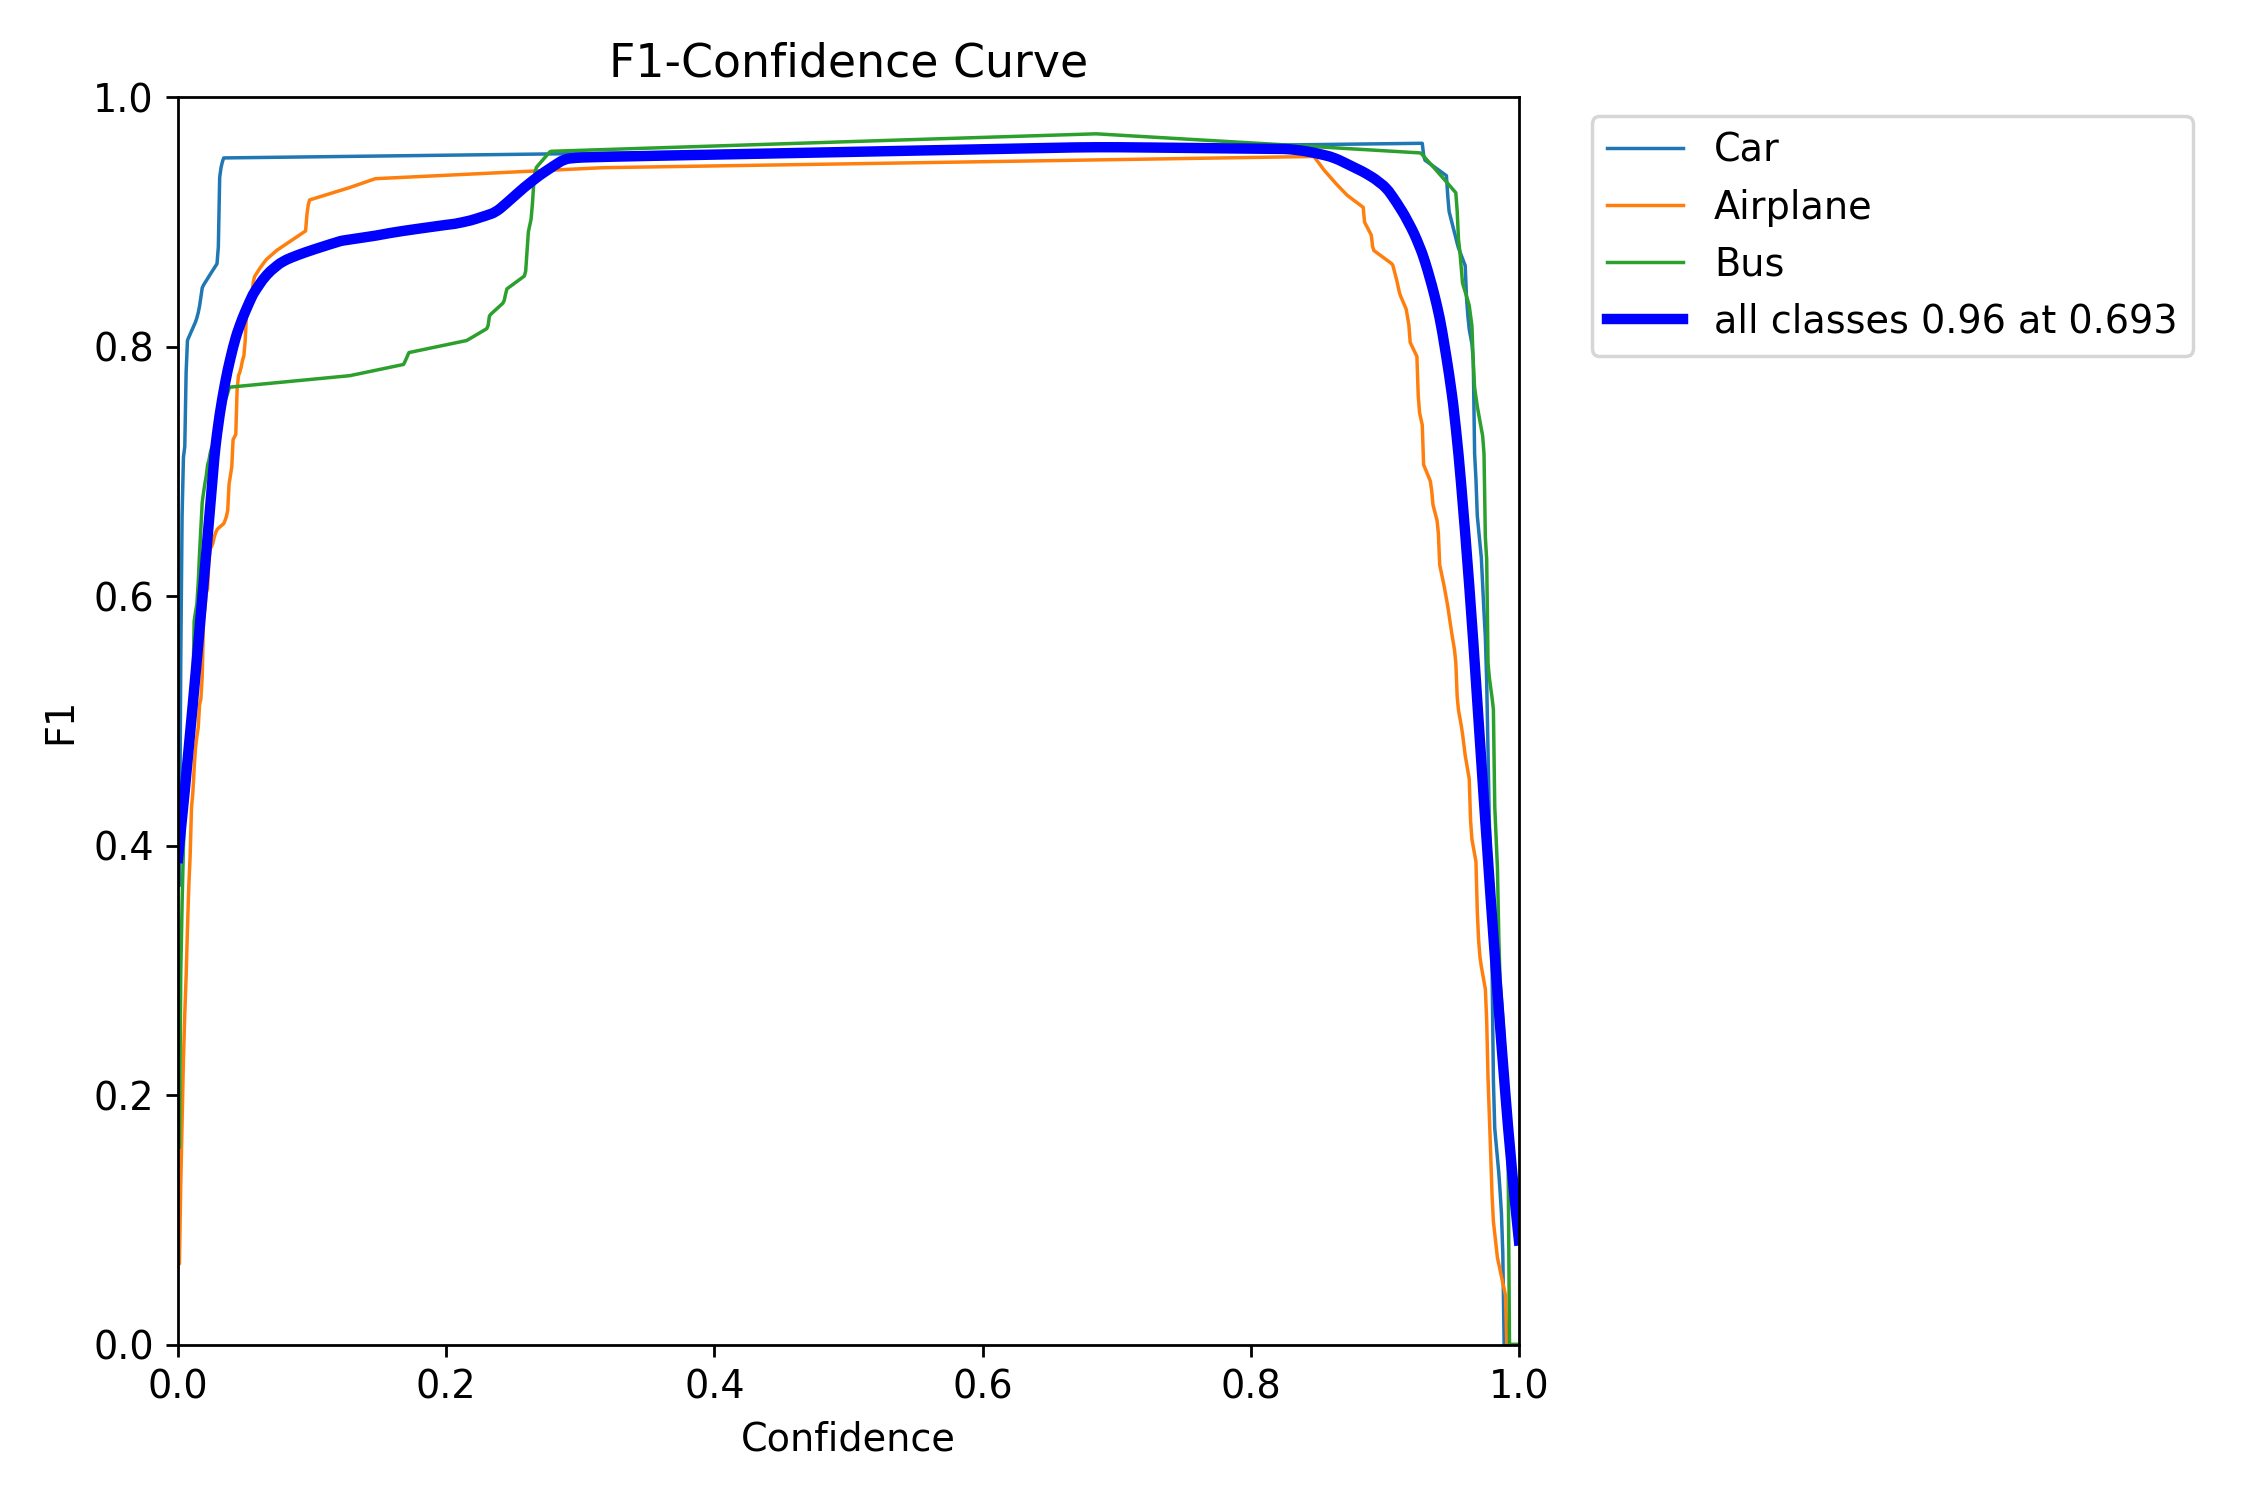 F1-Confidence Curve
1.0
0.8
0.6
0.4
0.2
0.0
F1
0.0 0.2 0.4 0.6 0.8 1.0
Confidence
Car
Airplane
Bus
all classes 0.96 at 0.693